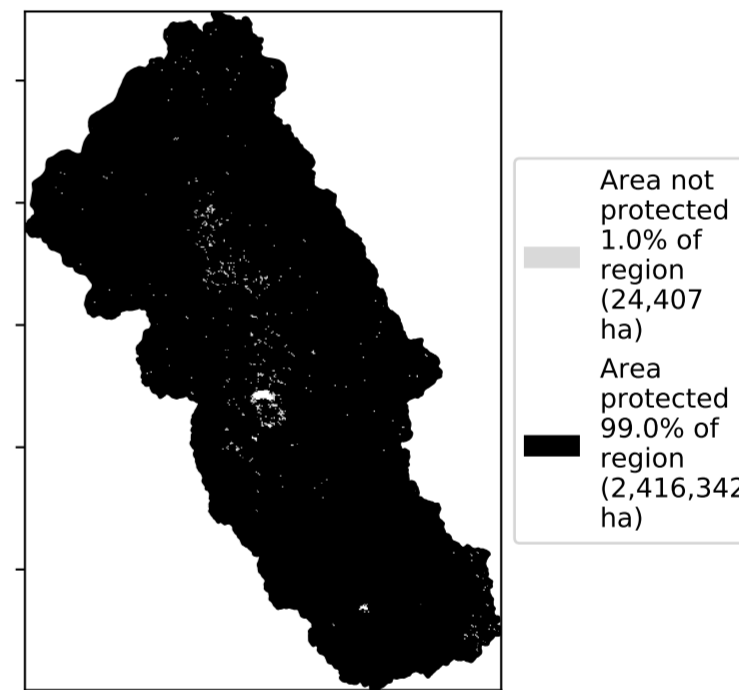 Area not
protected
1.0% of
region
(24,407
ha)
Area
protected
99.0% of
region
(2,416,342
ha)